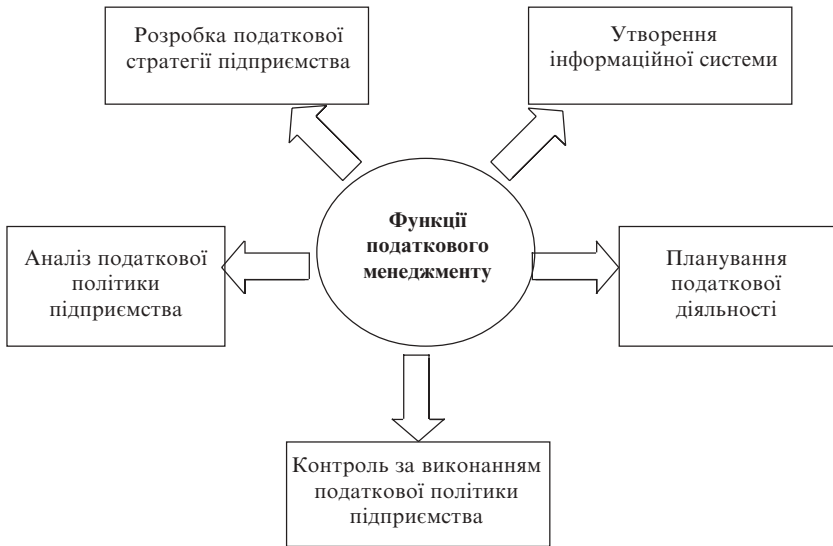 Розробка податкової
стратегії підприємства
Утворення
інформаційної системи
Функції
податкового
менеджменту
Аналіз податкової
політики
підприємства
Планування
податкової
діяльності
Контроль за виконанням
податкової політики
підприємства